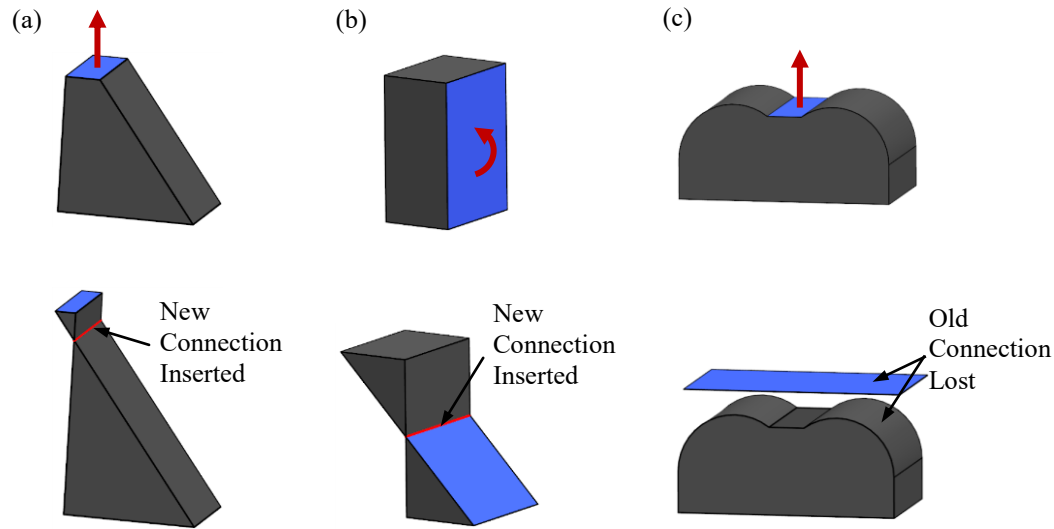 (a)
(b)
(c)
New
Connection
Inserted
New
Connection
Inserted
Old
Connection
Lost